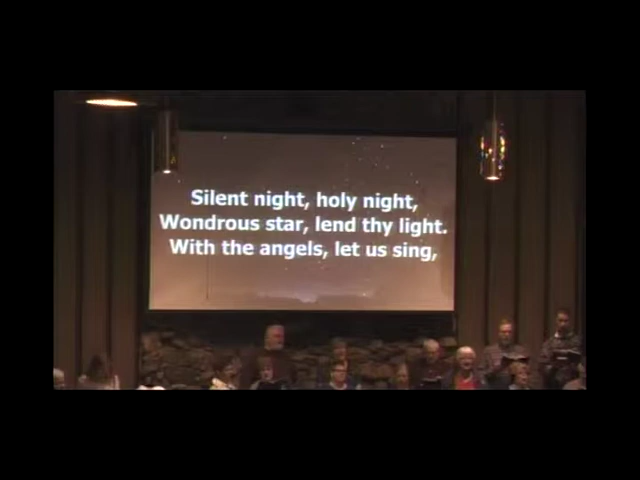 Silent night, holy night,
Wondrous star, lend thy light.
With the angels, let us sing,